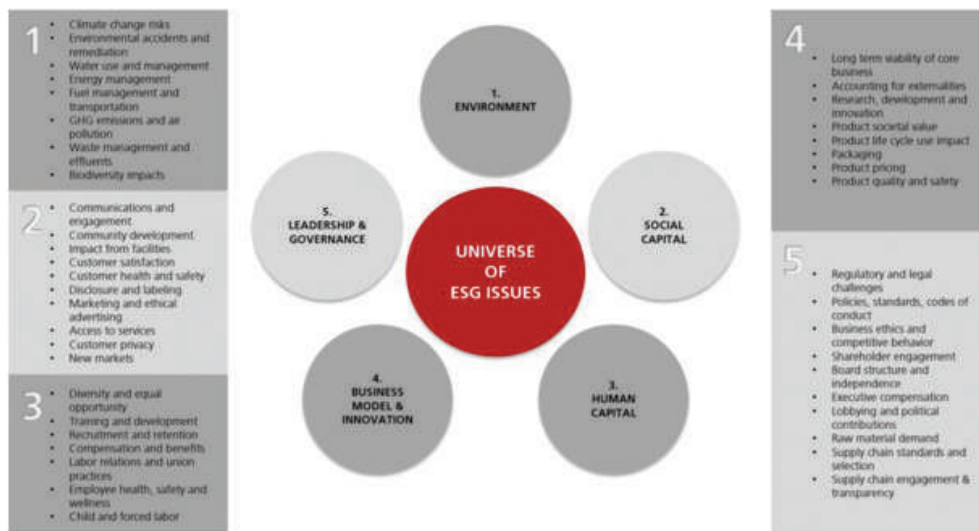 1
Climate change risks
Environmental accidents and
remediation
Water use and management
Energy management
Fuel management and
transportation
GHG emissions and air
pollution
Waste management and
effluents
Biodiversity impacts
2
Communications and
engagement
Community development
Impact from facilities
Customer satisfaction
Customer health and safety
Disclosure and labeling
Marketing and ethical
advertising
Access to services
Customer privacy
New markets
3
Diversity and equal
opportunity
Training and development
Recruitment and retention
Compensation and benefits
Labor relations and union
practices
Employee health, safety and
wellness
Child and forced labor
1.
ENVIRONMENT
2.
SOCIAL
CAPITAL
3.
HUMAN
CAPITAL
4.
BUSINESS
MODEL &
INNOVATION
5.
LEADERSHIP &
GOVERNANCE
UNIVERSE
OF
ESG ISSUES
4
Long term viability of core
business
Accounting for externalities
Research, development and
innovation
Product societal value
Product life cycle use impact
Packaging
Product pricing
Product quality and safety
5
Regulatory and legal
challenges
Policies, standards, codes of
conduct
Business ethics and
competitive behavior
Shareholder engagement
Board structure and
independence
Executive compensation
Lobbying and political
contributions
Raw material demand
Supply chain standards and
selection
Supply chain engagement &
transparency